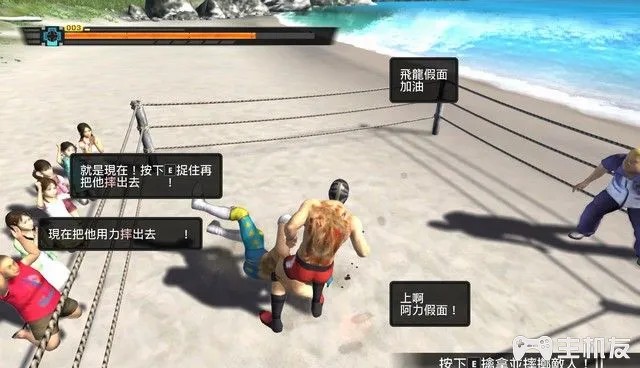 003
飛龍假面
加油
就是現在！按下E捉住再
把他摔出去　！
現在把他用力摔出去　！
上啊
阿力假面！
按下E擒拿並摔擲敵人！
主机友